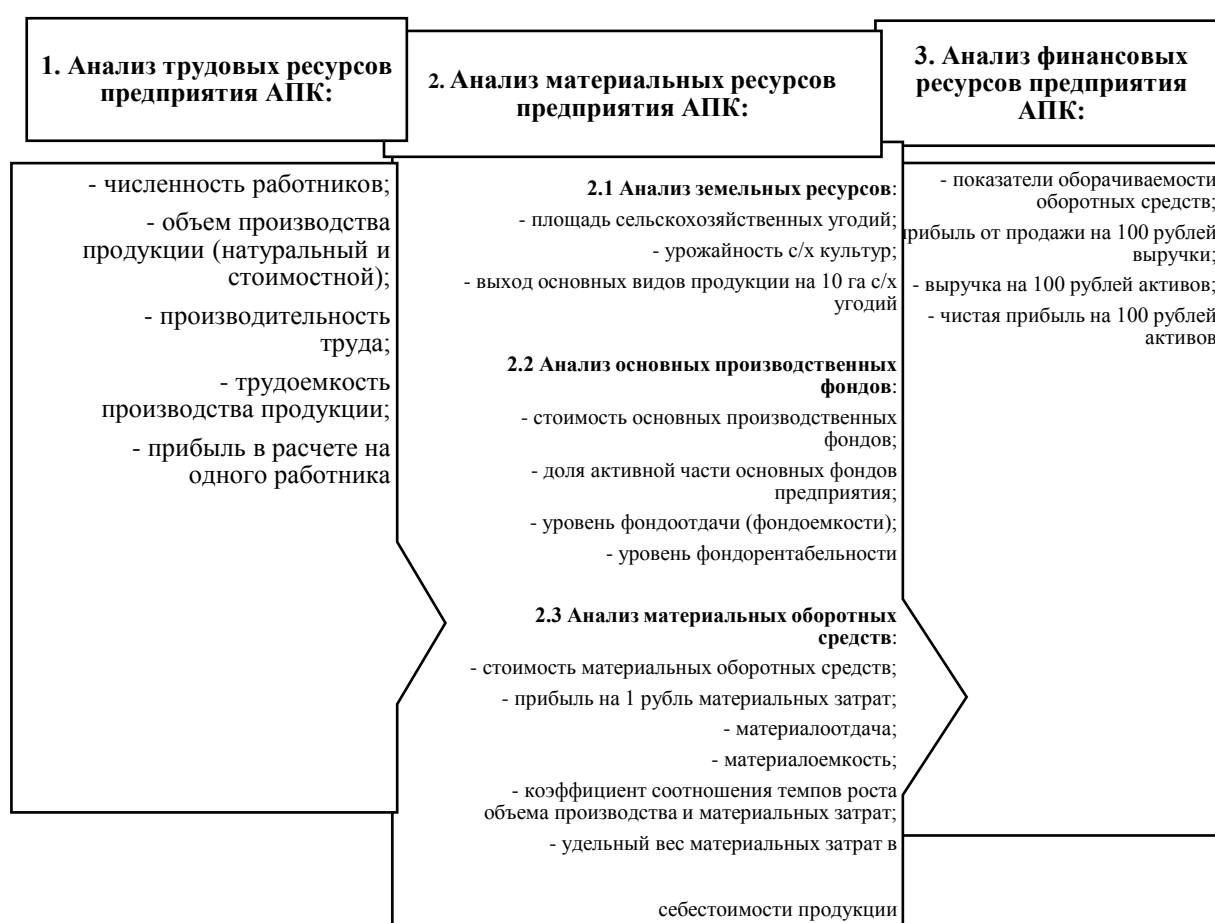 1. Анализ трудовых ресурсов
предприятия АПК:
- численность работников;
- объем производства
продукции (натуральный и
стоимостной);
- производительность
труда;
- трудоемкость
производства продукции;
- прибыль в расчете на
одного работника
2. Анализ материальных ресурсов
предприятия АПК:
2.1 Анализ земельных ресурсов:
- площадь сельскохозяйственных угодий;
- урожайность с/х культур;
- выход основных видов продукции на 10 га с/х
угодий
2.2 Анализ основных производственных
фондов:
- стоимость основных производственных
фондов;
- доля активной части основных фондов
предприятия;
- уровень фондоотдачи (фондоемкости);
- уровень фондорентабельности
2.3 Анализ материальных оборотных
средств:
- стоимость материальных оборотных средств;
- прибыль на 1 рубль материальных затрат;
- материалоотдача;
- материалоемкость;
- коэффициент соотношения темпов роста
объема производства и материальных затрат;
- удельный вес материальных затрат в
себестоимости продукции
3. Анализ финансовых
ресурсов предприятия
АПК:
- показатели оборачиваемости
оборотных средств;
прибыль от продажи на 100 рублей
выручки;
- выручка на 100 рублей активов;
- чистая прибыль на 100 рублей
активов